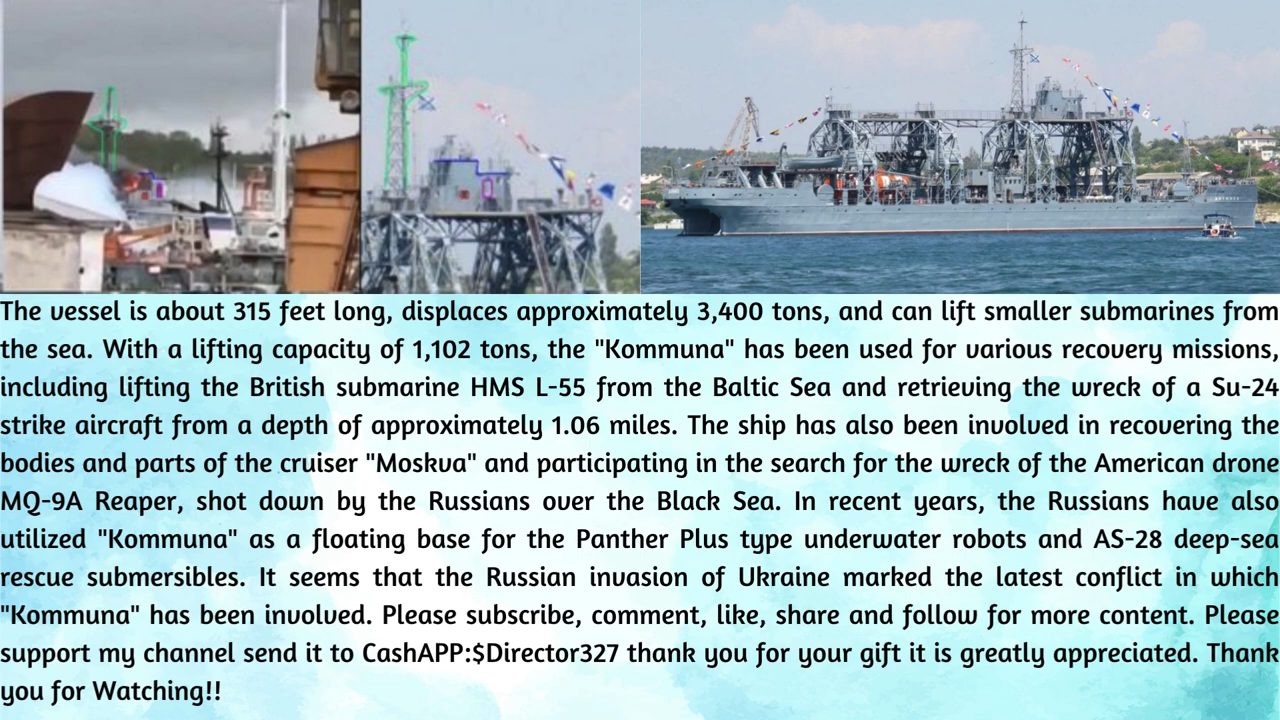 The vessel is about 315 feet long, displaces approximately 3,400 tons, and can lift smaller submarines from
the sea. With a lifting capacity of 1,102 tons, the "Kommuna" has been used for various recovery missions,
including lifting the British submarine HMS L-55 from the Baltic Sea and retrieving the wreck of a Su-24
strike aircraft from a depth of approximately 1.06 miles. The ship has also been involved in recovering the
bodies and parts of the cruiser "Moskva" and participating in the search for the wreck of the American drone
MQ-9A Reaper, shot down by the Russians over the Black Sea. In recent years, the Russians have also
utilized "Kommuna" as a floating base for the Panther Plus type underwater robots and AS-28 deep-sea
rescue submersibles. It seems that the Russian invasion of Ukraine marked the latest conflict in which
"Kommuna" has been involved. Please subscribe, comment, like, share and follow for more content. Please
support my channel send it to CashAPP:$Director327 thank you for your gift it is greatly appreciated. Thank
you for Watching!!